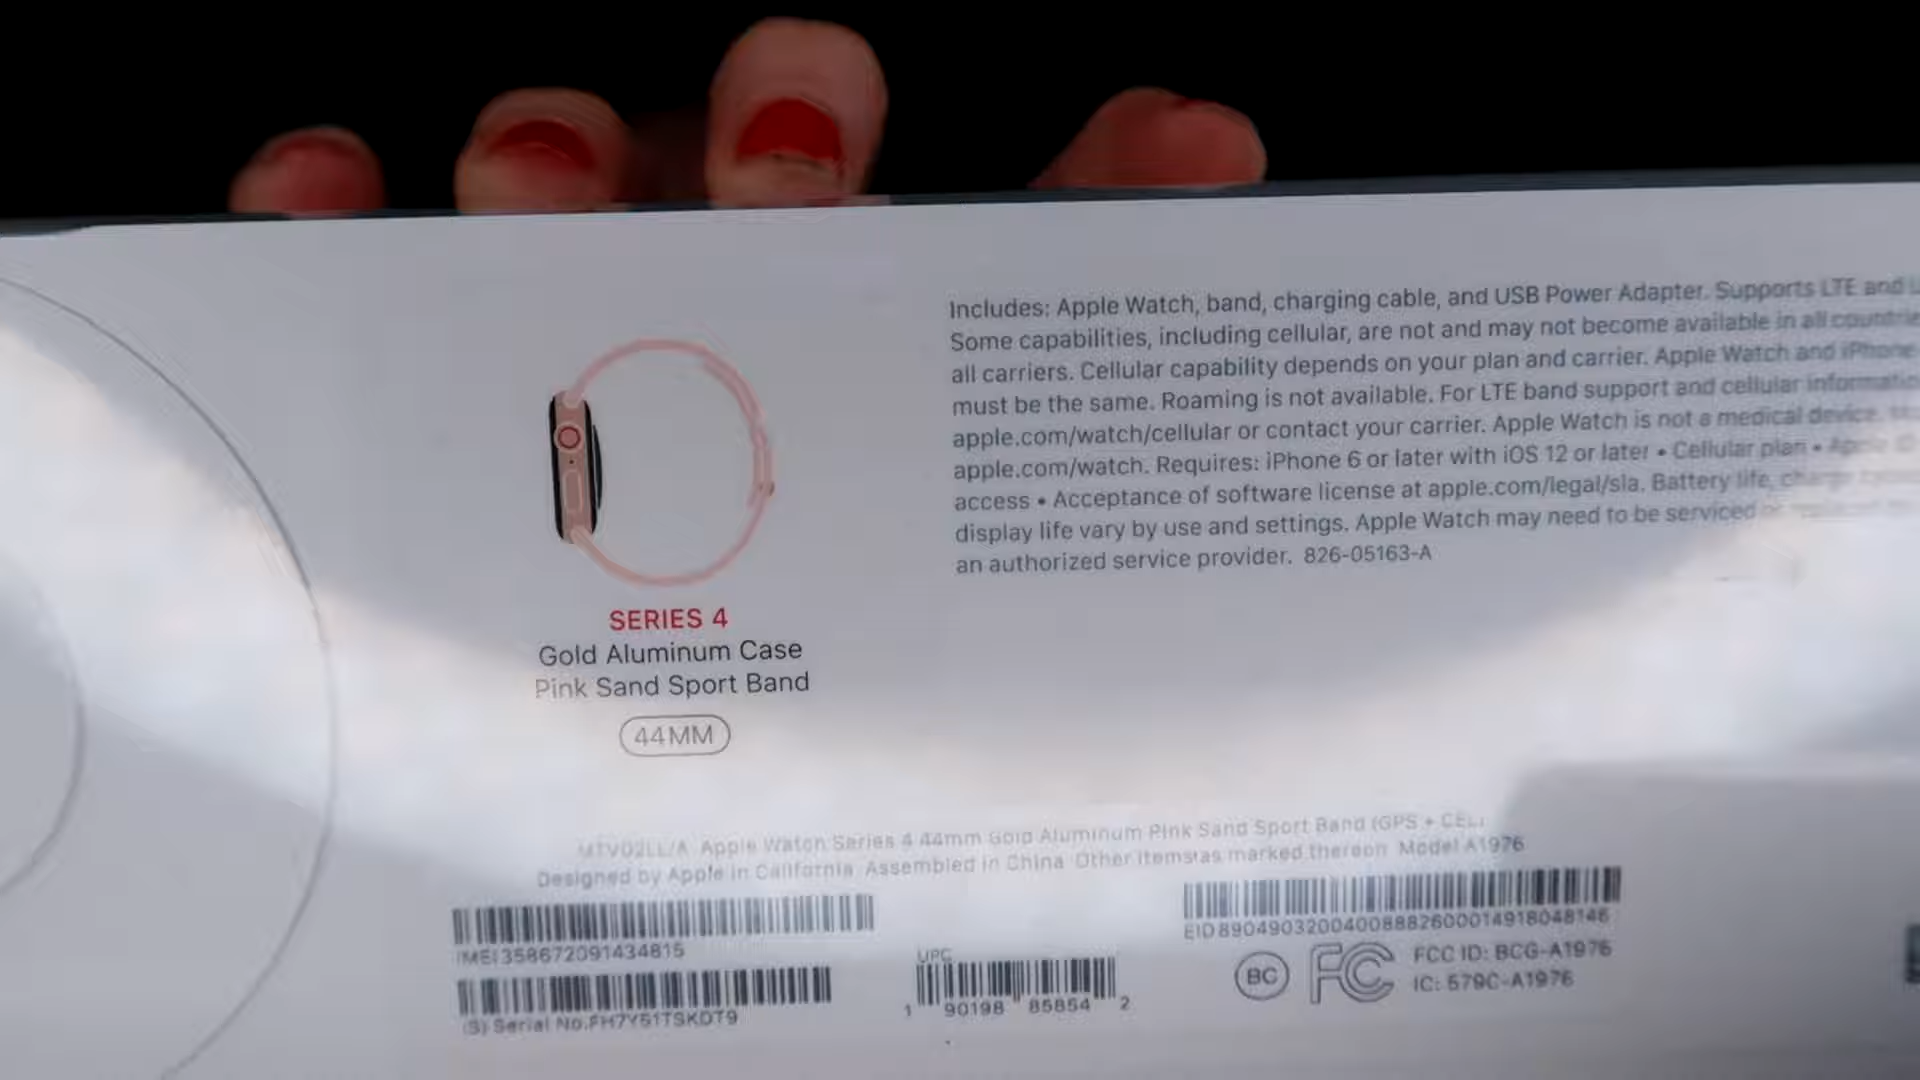 Includes: Apple Watch, band, charging cable, and USB Power Adapter. Supports LTE and
Some capabilities, including cellular, are not and may not become available in all countries
all carriers. Cellular capability depends on your plan and carrier. Apple Watch and iPhone
must be the same. Roaming is not available. For LTE band support and cellular information
apple.com/watch/cellular or contact your carrier. Apple Watch is not a medical device.
apple.com/watch. Requires: iPhone 6 or later with iOS 12 or later • Cellular plan • Apple ID
access • Acceptance of software license at apple.com/legal/sla. Battery life, charge
display life vary by use and settings. Apple Watch may need to be serviced
an authorized service provider. 826-05163-A
SERIES 4
Gold Aluminum Case
Pink Sand Sport Band
44MM
MTV02LL/A Apple Watch Series 4 44mm Gold Aluminum Pink Sand Sport Band (GPS + CEL)
Designed by Apple in California Assembled in China Other items as marked thereon Model A1976
IMEI 358672091434815
EID 89049032004008882600014918048146
UPC
1 90198 85854 2
BC FC FCC ID: BCG-A1976
IC: 579C-A1976
(S) Serial No.